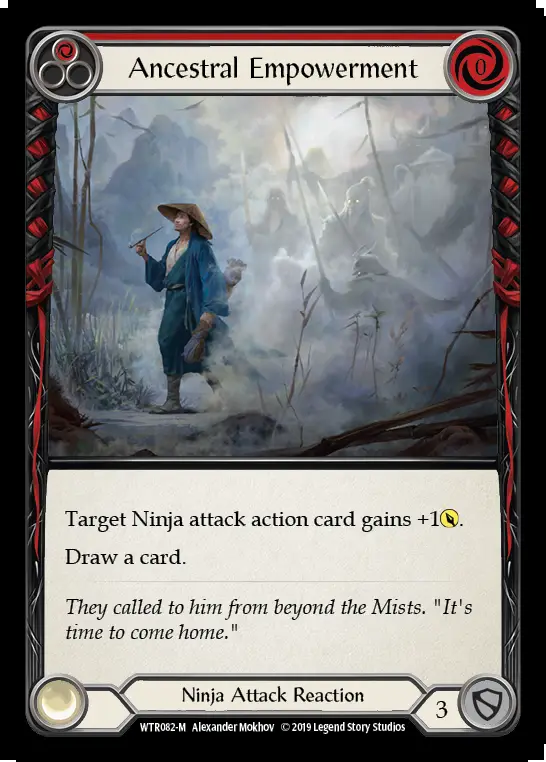 Ancestral Empowerment
0
Target Ninja attack action card gains +1.
Draw a card.
They called to him from beyond the Mists. "It's
time to come home."
Ninja Attack Reaction
3
WTR082-M Alexander Mokhov © 2019 Legend Story Studios